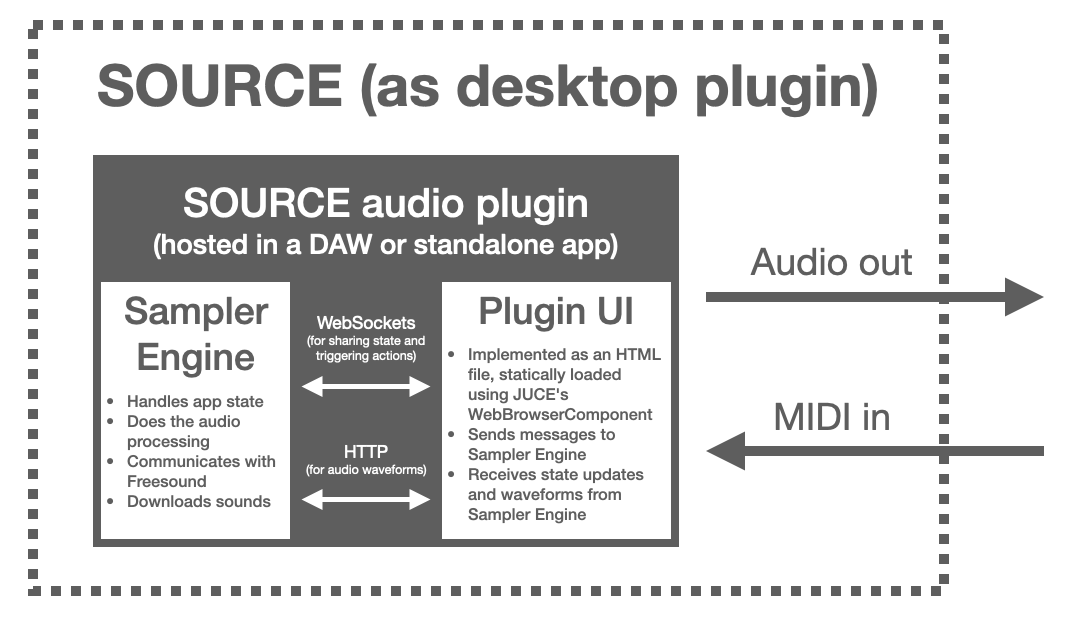 SOURCE (as desktop plugin)
SOURCE audio plugin
(hosted in a DAW or standalone app)
Sampler
Engine
• Handles app state
• Does the audio
processing
• Communicates with
Freesound
• Downloads sounds
WebSockets
(for sharing state and
triggering actions)
HTTP
(for audio waveforms)
Plugin UI
• Implemented as an HTML
file, statically loaded
using JUCE's
WebBrowserComponent
• Sends messages to
Sampler Engine
• Receives state updates
and waveforms from
Sampler Engine
Audio out
MIDI in